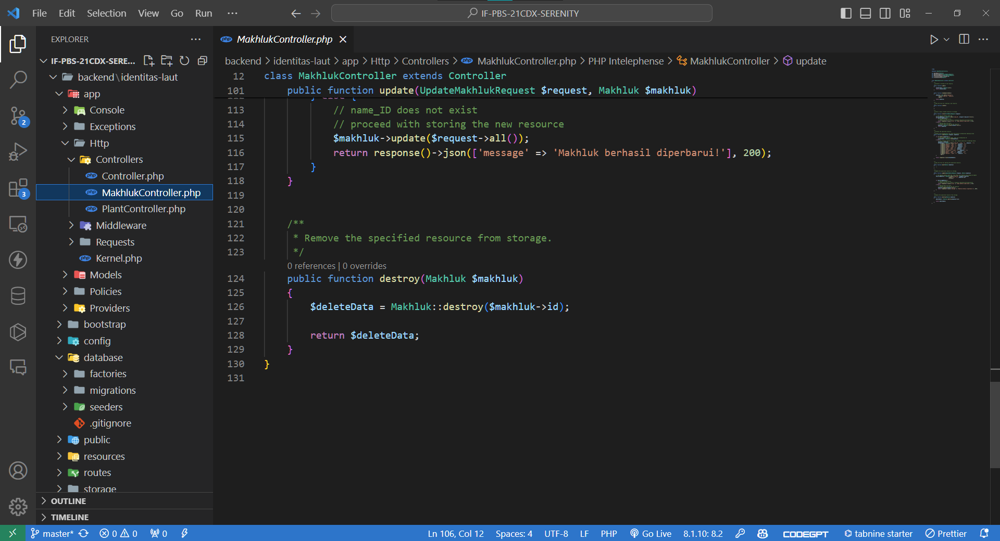 File Edit Selection View Go Run ···
IF-PBS-21CDX-SERENITY
EXPLORER
IF-PBS-21CDX-SERE...
backend\identitas-laut
app
Console
Exceptions
Http
Controllers
Controller.php
MakhlukController.php
PlantController.php
Middleware
Requests
Kernel.php
Models
Policies
Providers
bootstrap
config
database
factories
migrations
seeders
.gitignore
public
resources
routes
storage
OUTLINE
TIMELINE
2
3
php MakhlukController.php
backend > identitas-laut > app > Http > Controllers > MakhlukController.php > PHP Intelephense > MakhlukController > update
12 class MakhlukController extends Controller
101 public function update(UpdateMakhlukRequest $request, Makhluk $makhluk)
112 } else {
113 // name_ID does not exist
114 // proceed with storing the new resource
115 $makhluk->update($request->all());
116 return response()->json(['message' => 'Makhluk berhasil diperbarui!'], 200);
117 }
118 }
119
120
121 /**
122 * Remove the specified resource from storage.
123 */
0 references | 0 overrides
124 public function destroy(Makhluk $makhluk)
125 {
126 $deleteData = Makhluk::destroy($makhluk->id);
127
128 return $deleteData;
129 }
130 }
131
master* 0 0 0 Ln 106, Col 12 Spaces: 4 UTF-8 LF PHP Go Live 8.1.10: 8.2 CODEGPT tabnine starter Prettier